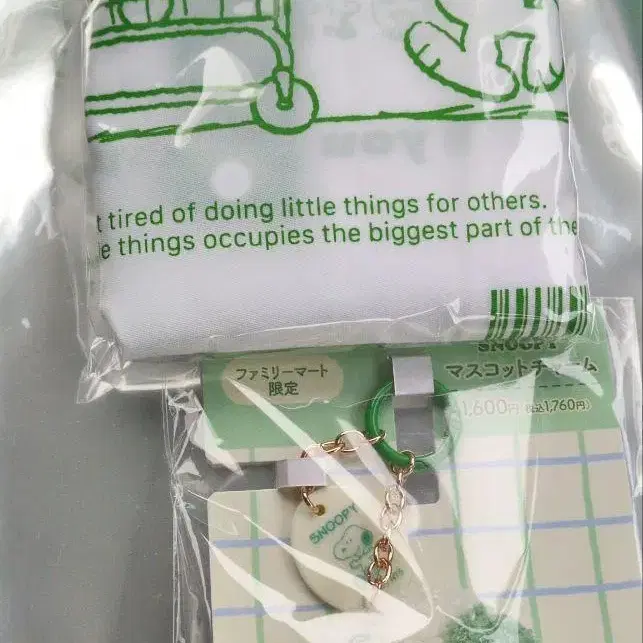 t tired of doing little things for others.
e things occupies the biggest part of the
SNOOPY
ファミリーマート
限定
マスコットチャーム
1,600円(税込1,760円)
SNOOPY